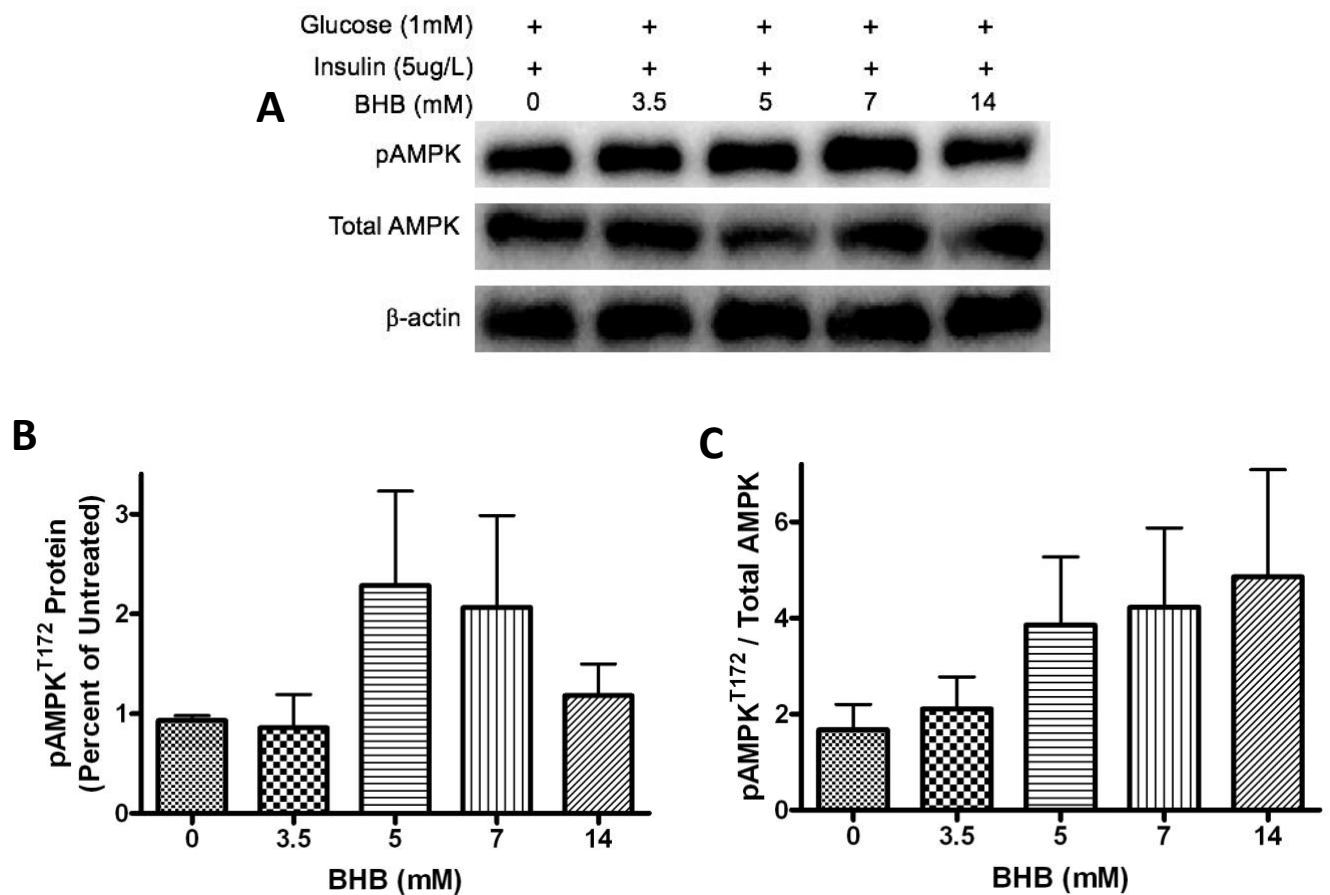 Glucose (1mM) + + + + +
Insulin (5ug/L) + + + + +
A BHB (mM) 0 3.5 5 7 14
pAMPK
Total AMPK
β-actin
B
pAMPK^T172 Protein
(Percent of Untreated)
3
2
1
0
0 3.5 5 7 14
BHB (mM)
C
pAMPK^T172 / Total AMPK
6
4
2
0
0 3.5 5 7 14
BHB (mM)